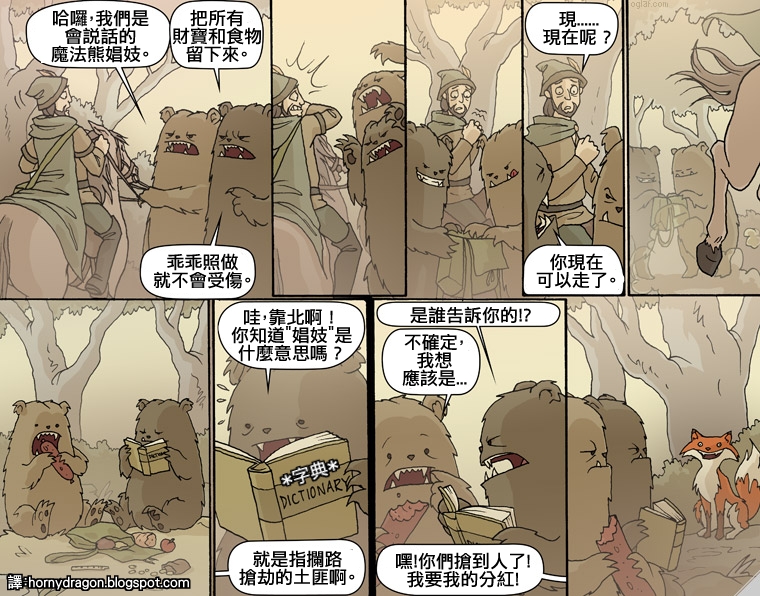 哈囉，我們是
會説話的
魔法熊娼妓。
把所有
財寶和食物
留下來。
乖乖照做
就不會受傷。
oglaf.com
現......
現在呢？
你現在
可以走了。
DICTIONARY
哇，靠北啊！
你知道"娼妓"是
什麼意思嗎？
*字典*
DICTIONARY
就是指攔路
搶劫的土匪啊。
是誰告訴你的!?
不確定，
我想
應該是...
嘿!你們搶到人了!
我要我的分紅!
譯:hornydragon.blogspot.com